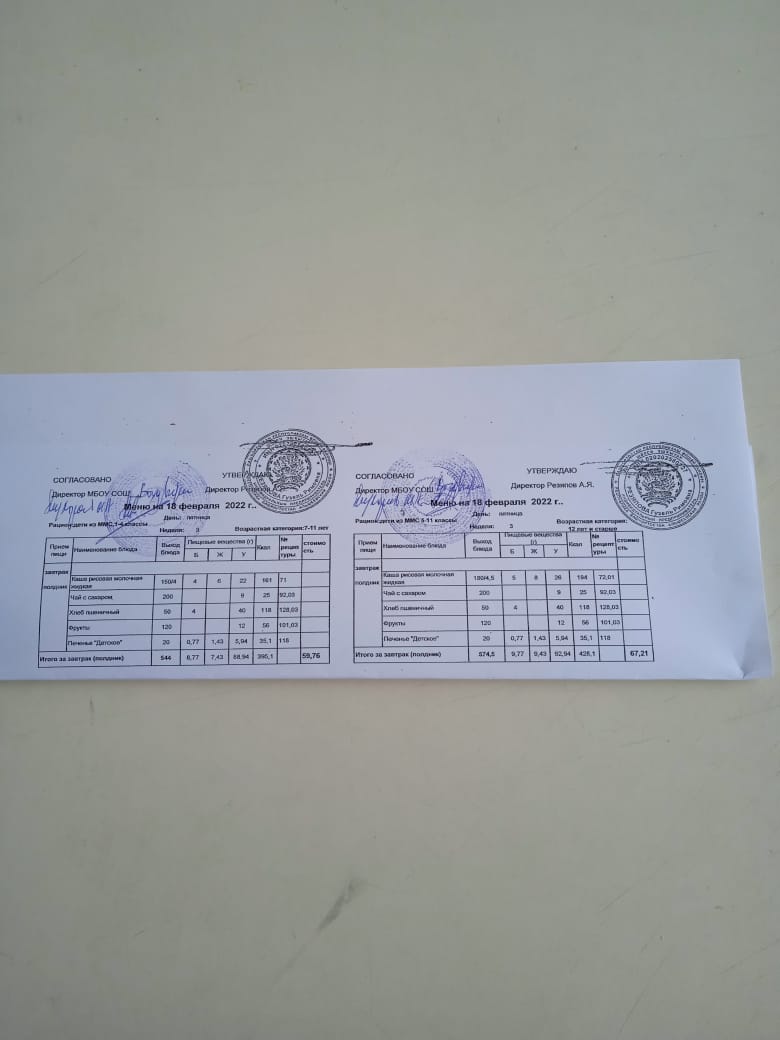 СОГЛАСОВАНО
УТВЕРЖДАЮ
Директор МБОУ СОШ
Директор Резяпов А.Я.
Меню на 18 февраля 2022 г..
День: пятница
Рацион:дети из ММС,1-4 классы
Неделя: 3
Возрастная категория:7-11 лет
Прием пищи Наименование блюда Выход блюда Пищевые вещества (г) Б Ж У Ккал № рецептуры стоимость
завтрак
полдник Каша рисовая молочная жидкая 150/4 4 6 22 161 71
Чай с сахаром 200 9 25 92,03
Хлеб пшеничный 50 4 40 118 128,03
Фрукты 120 12 56 101,03
Печенье "Детское" 20 0,77 1,43 5,94 35,1 118
Итого за завтрак (полдник) 544 8,77 7,43 88,94 395,1 59,76
СОГЛАСОВАНО
УТВЕРЖДАЮ
Директор МБОУ СОШ
Директор Резяпов А.Я.
Меню на 18 февраля 2022 г..
День: пятница
Рацион:дети из ММС 5-11 классы
Неделя: 3
Возрастная категория:
12 лет и старше
Прием пищи Наименование блюда Выход блюда Пищевые вещества (г) Б Ж У Ккал № рецептуры стоимость
завтрак
полдник Каша рисовая молочная жидкая 180/4,5 5 8 26 194 72,01
Чай с сахаром 200 9 25 92,03
Хлеб пшеничный 50 4 40 118 128,03
Фрукты 120 12 56 101,03
Печенье "Детское" 20 0,77 1,43 5,94 35,1 118
Итого за завтрак (полдник) 574,5 9,77 9,43 92,94 428,1 67,21